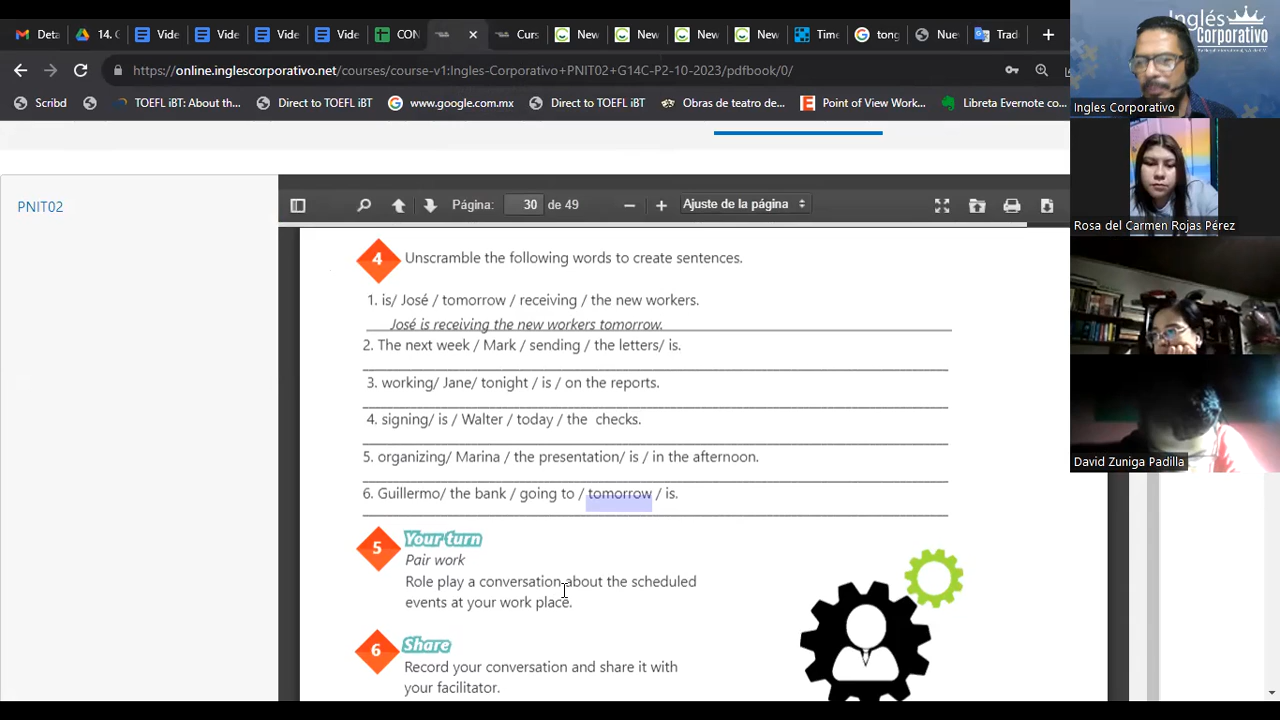 Deta
14. C
Vide
Vide
Vide
Vide
CON
Curs
New
New
New
New
Time
tong
Nue
Trad
https://online.inglescorporativo.net/courses/course-v1:Ingles-Corporativo+PNIT02+G14C-P2-10-2023/pdfbook/0/
Scribd
TOEFL iBT: About th...
Direct to TOEFL iBT
www.google.com.mx
Direct to TOEFL iBT
Obras de teatro de...
Point of View Work...
Libreta Evernote co...
Inglés
Corporativo
Ingles Corporativo
Rosa del Carmen Rojas Pérez
David Zuniga Padilla
PNIT02
Página: 30 de 49
Ajuste de la página
4 Unscramble the following words to create sentences.
1. is/ José / tomorrow / receiving / the new workers.
José is receiving the new workers tomorrow.
2. The next week / Mark / sending / the letters/ is.
3. working/ Jane/ tonight / is / on the reports.
4. signing/ is / Walter / today / the checks.
5. organizing/ Marina / the presentation/ is / in the afternoon.
6. Guillermo/ the bank / going to / tomorrow / is.
5 Your turn
Pair work
Role play a conversation about the scheduled
events at your work place.
6 Share
Record your conversation and share it with
your facilitator.